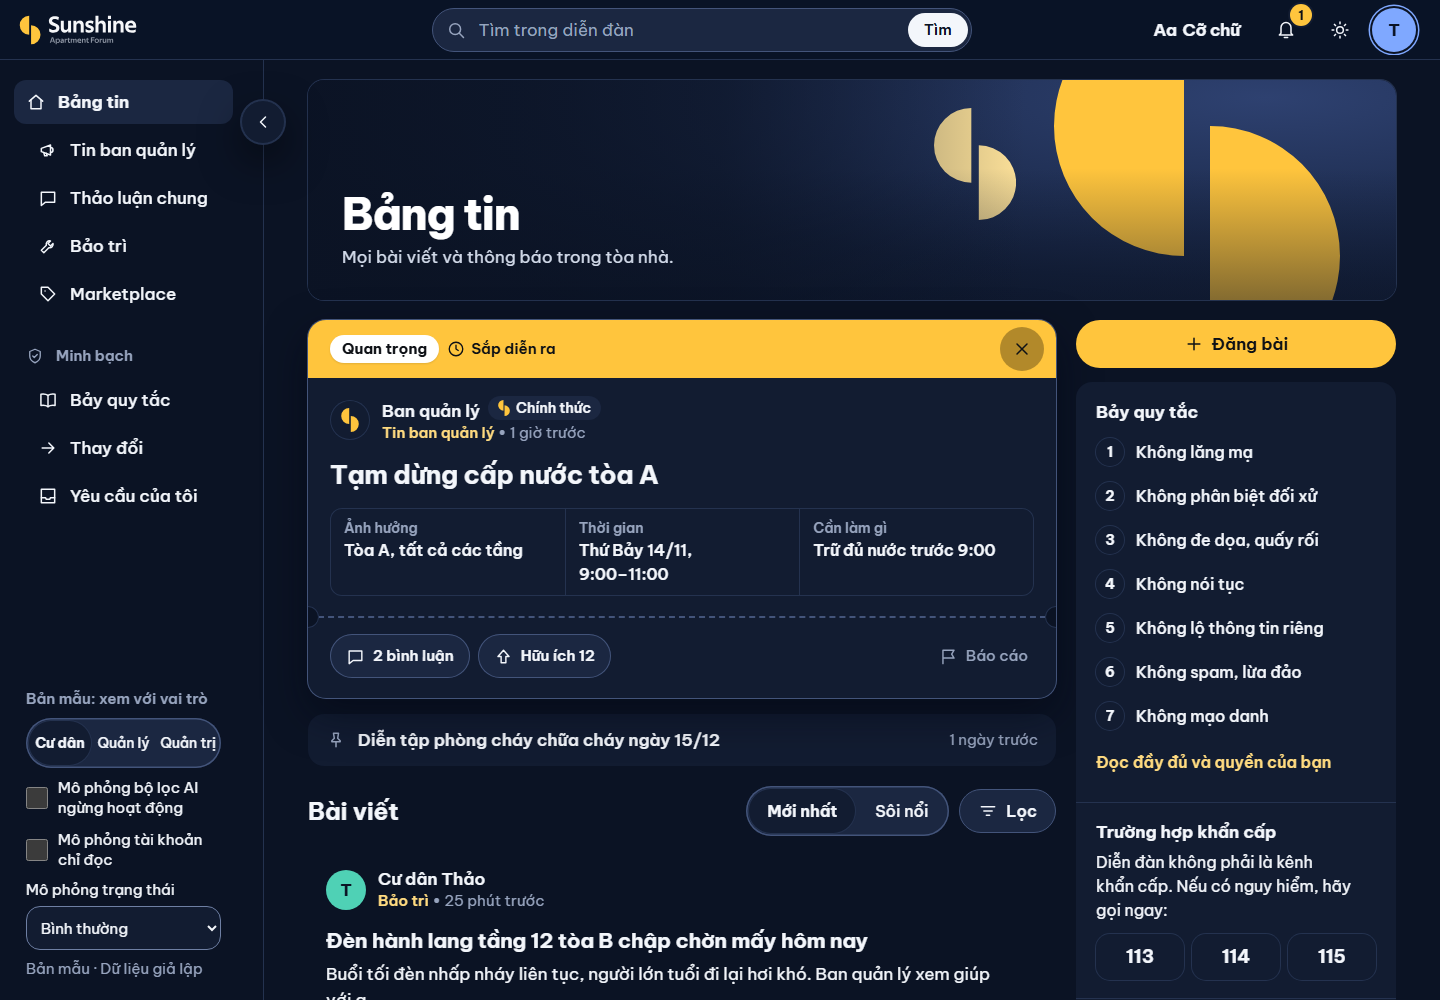 Sunshine
Apartment Forum
Tìm trong diễn đàn
Tìm
Aa Cỡ chữ
1
T
Bảng tin
Tin ban quản lý
Thảo luận chung
Bảo trì
Marketplace
Minh bạch
Bảy quy tắc
Thay đổi
Yêu cầu của tôi
Bản mẫu: xem với vai trò
Cư dân
Quản lý
Quản trị
Mô phỏng bộ lọc AI
ngừng hoạt động
Mô phỏng tài khoản
chỉ đọc
Mô phỏng trạng thái
Bình thường
Bản mẫu · Dữ liệu giả lập
Bảng tin
Mọi bài viết và thông báo trong tòa nhà.
Quan trọng
Sắp diễn ra
Ban quản lý
Chính thức
Tin ban quản lý • 1 giờ trước
Tạm dừng cấp nước tòa A
Ảnh hưởng
Tòa A, tất cả các tầng
Thời gian
Thứ Bảy 14/11,
9:00–11:00
Cần làm gì
Trữ đủ nước trước 9:00
2 bình luận
Hữu ích 12
Báo cáo
Diễn tập phòng cháy chữa cháy ngày 15/12
1 ngày trước
Bài viết
Mới nhất
Sôi nổi
Lọc
T
Cư dân Thảo
Bảo trì • 25 phút trước
Đèn hành lang tầng 12 tòa B chập chờn mấy hôm nay
Buổi tối đèn nhấp nháy liên tục, người lớn tuổi đi lại hơi khó. Ban quản lý xem giúp
Đăng bài
Bảy quy tắc
1 Không lăng mạ
2 Không phân biệt đối xử
3 Không đe dọa, quấy rối
4 Không nói tục
5 Không lộ thông tin riêng
6 Không spam, lừa đảo
7 Không mạo danh
Đọc đầy đủ và quyền của bạn
Trường hợp khẩn cấp
Diễn đàn không phải là kênh
khẩn cấp. Nếu có nguy hiểm, hãy
gọi ngay:
113
114
115